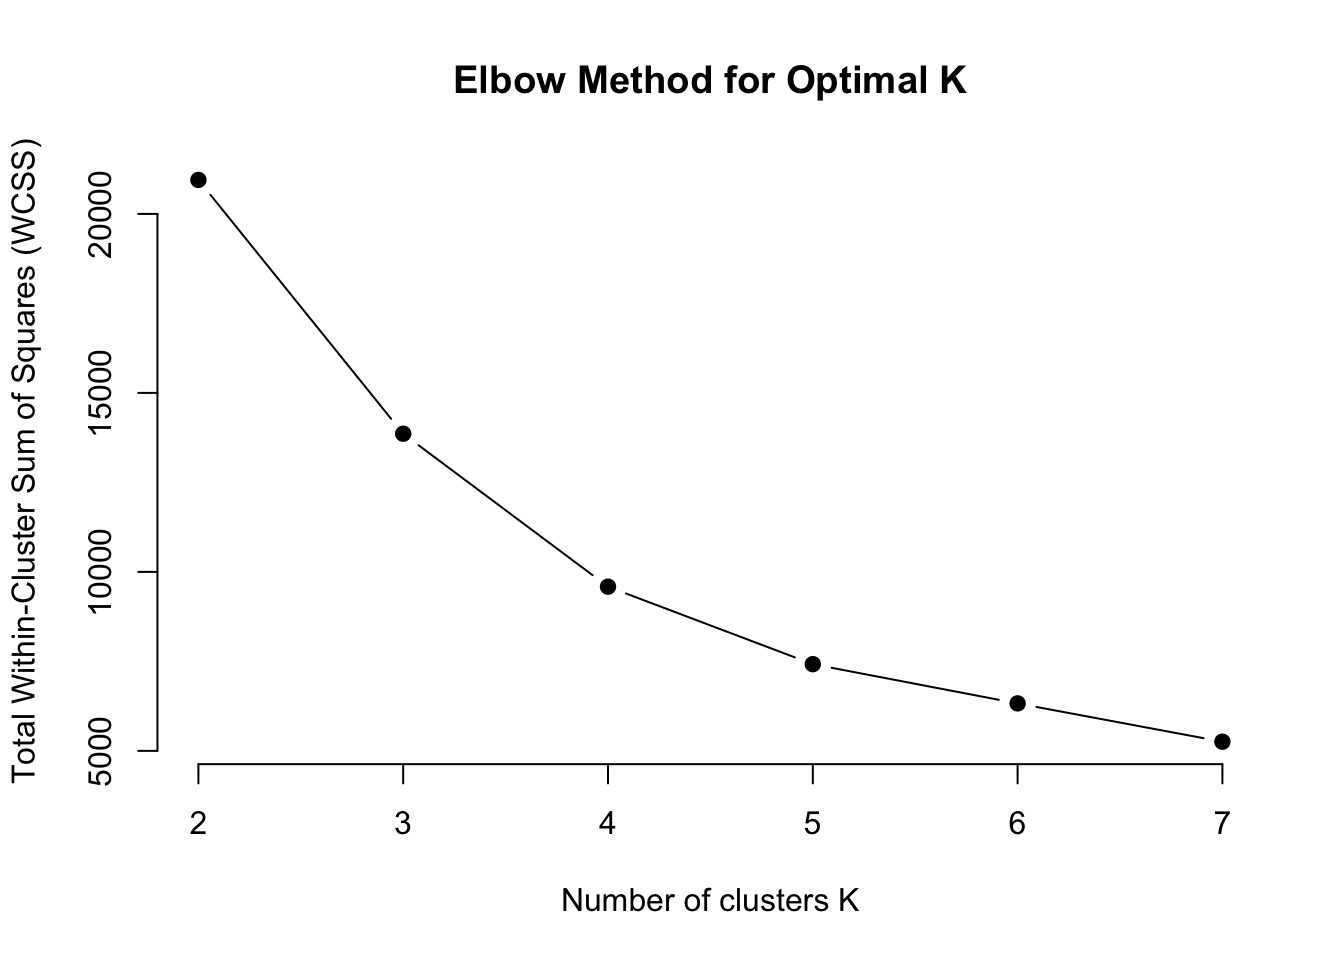 Elbow Method for Optimal K
Total Within-Cluster Sum of Squares (WCSS)
20000
15000
10000
5000
2 3 4 5 6 7
Number of clusters K